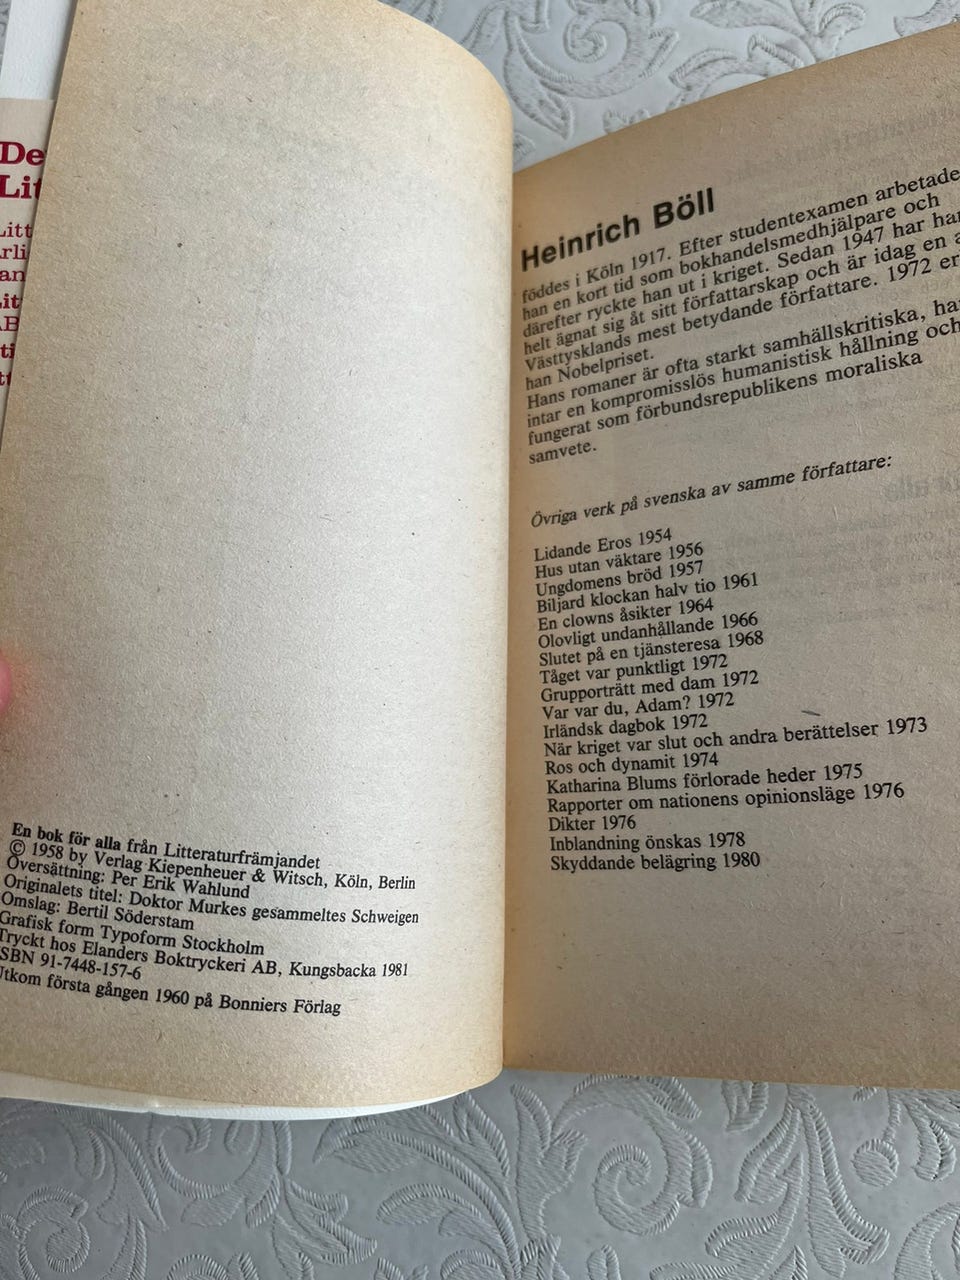 De
Lit
Litt
En bok för alla från Litteraturfrämjandet
© 1958 by Verlag Kiepenheuer & Witsch, Köln, Berlin
Översättning: Per Erik Wahlund
Originalets titel: Doktor Murkes gesammeltes Schweigen
Omslag: Bertil Söderstam
Grafisk form Typoform Stockholm
Tryckt hos Elanders Boktryckeri AB, Kungsbacka 1981
ISBN 91-7448-157-6
Utkom första gången 1960 på Bonniers Förlag
Heinrich Böll
föddes i Köln 1917. Efter studentexamen arbetade
han en kort tid som bokhandelsmedhjälpare och
därefter ryckte han ut i kriget. Sedan 1947 har han
helt ägnat sig åt sitt författarskap och är idag en a
Västtysklands mest betydande författare. 1972 er
han Nobelpriset.
Hans romaner är ofta starkt samhällskritiska, ha
intar en kompromisslös humanistisk hållning och
fungerat som förbundsrepublikens moraliska
samvete.
Övriga verk på svenska av samme författare:
Lidande Eros 1954
Hus utan väktare 1956
Ungdomens bröd 1957
Biljard klockan halv tio 1961
En clowns åsikter 1964
Olovligt undanhållande 1966
Slutet på en tjänsteresa 1968
Tåget var punktligt 1972
Grupporträtt med dam 1972
Var var du, Adam? 1972
Irländsk dagbok 1972
När kriget var slut och andra berättelser 1973
Ros och dynamit 1974
Katharina Blums förlorade heder 1975
Rapporter om nationens opinionsläge 1976
Dikter 1976
Inblandning önskas 1978
Skyddande belägring 1980